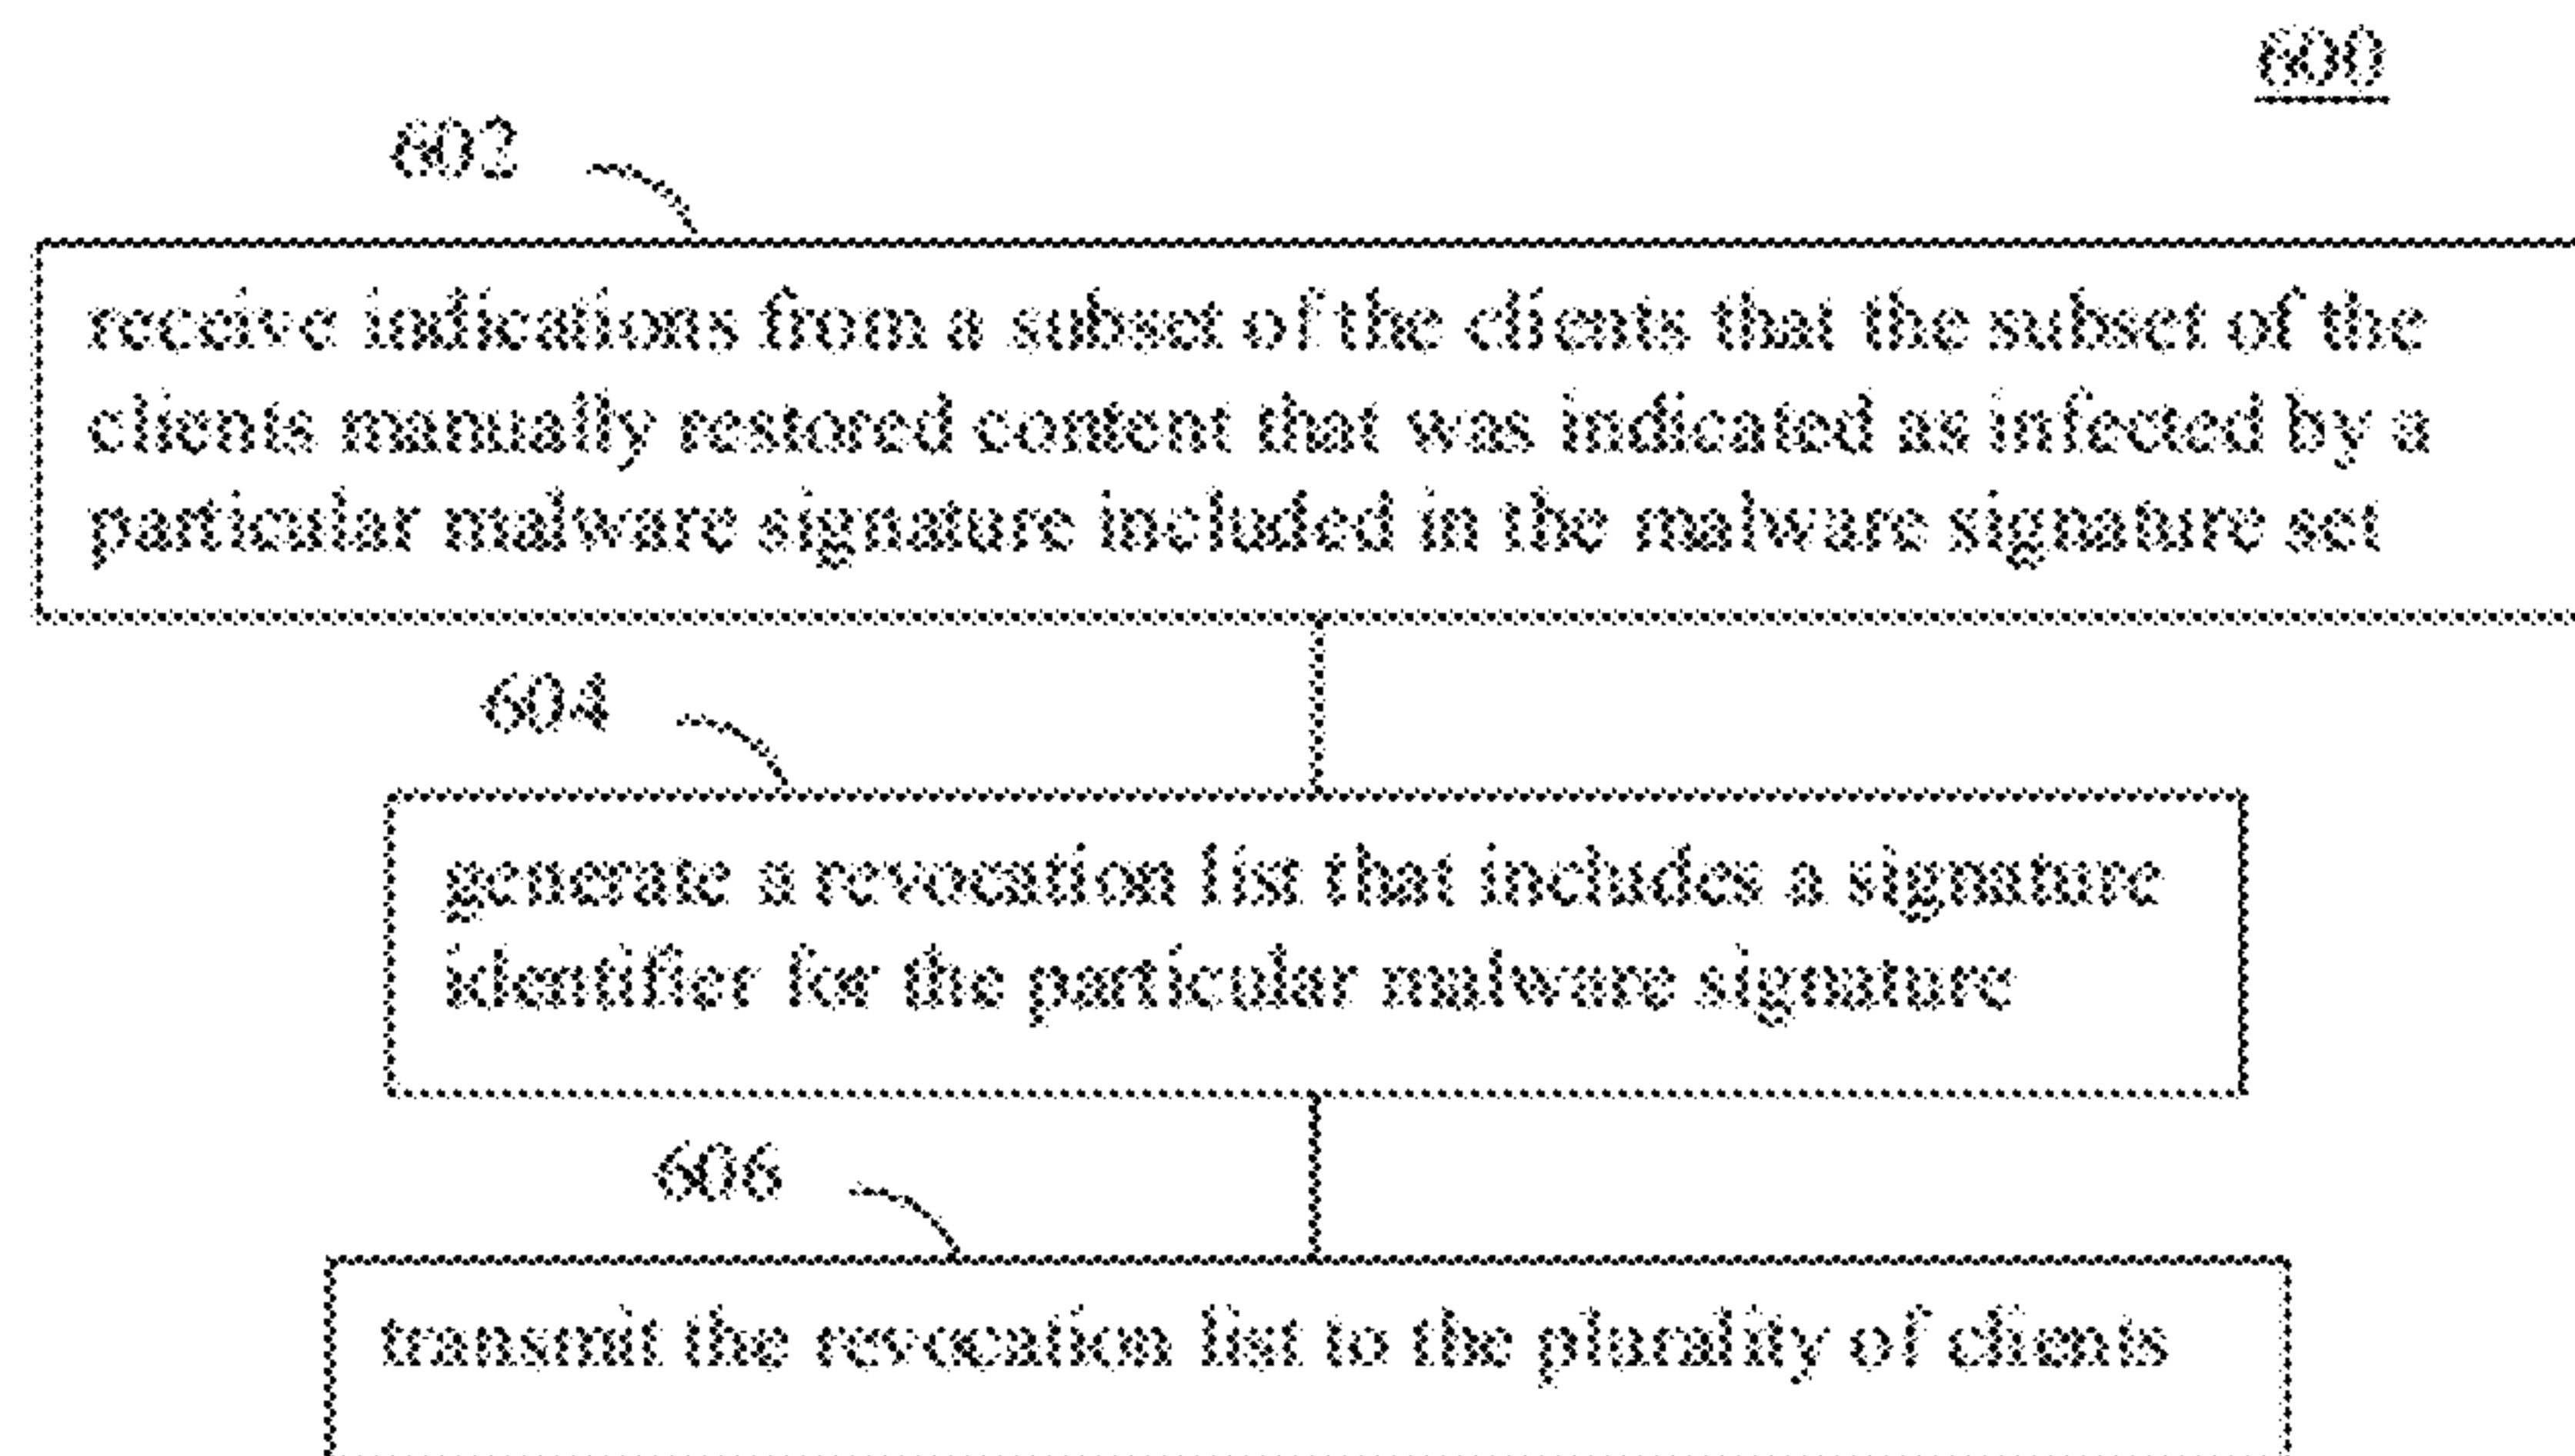 600
602
receive indications from a subset of the clients that the subset of the
clients manually restored content that was indicated as infected by a
particular malware signature included in the malware signature set
604
generate a revocation list that includes a signature
identifier for the particular malware signature
606
transmit the revocation list to the plurality of clients